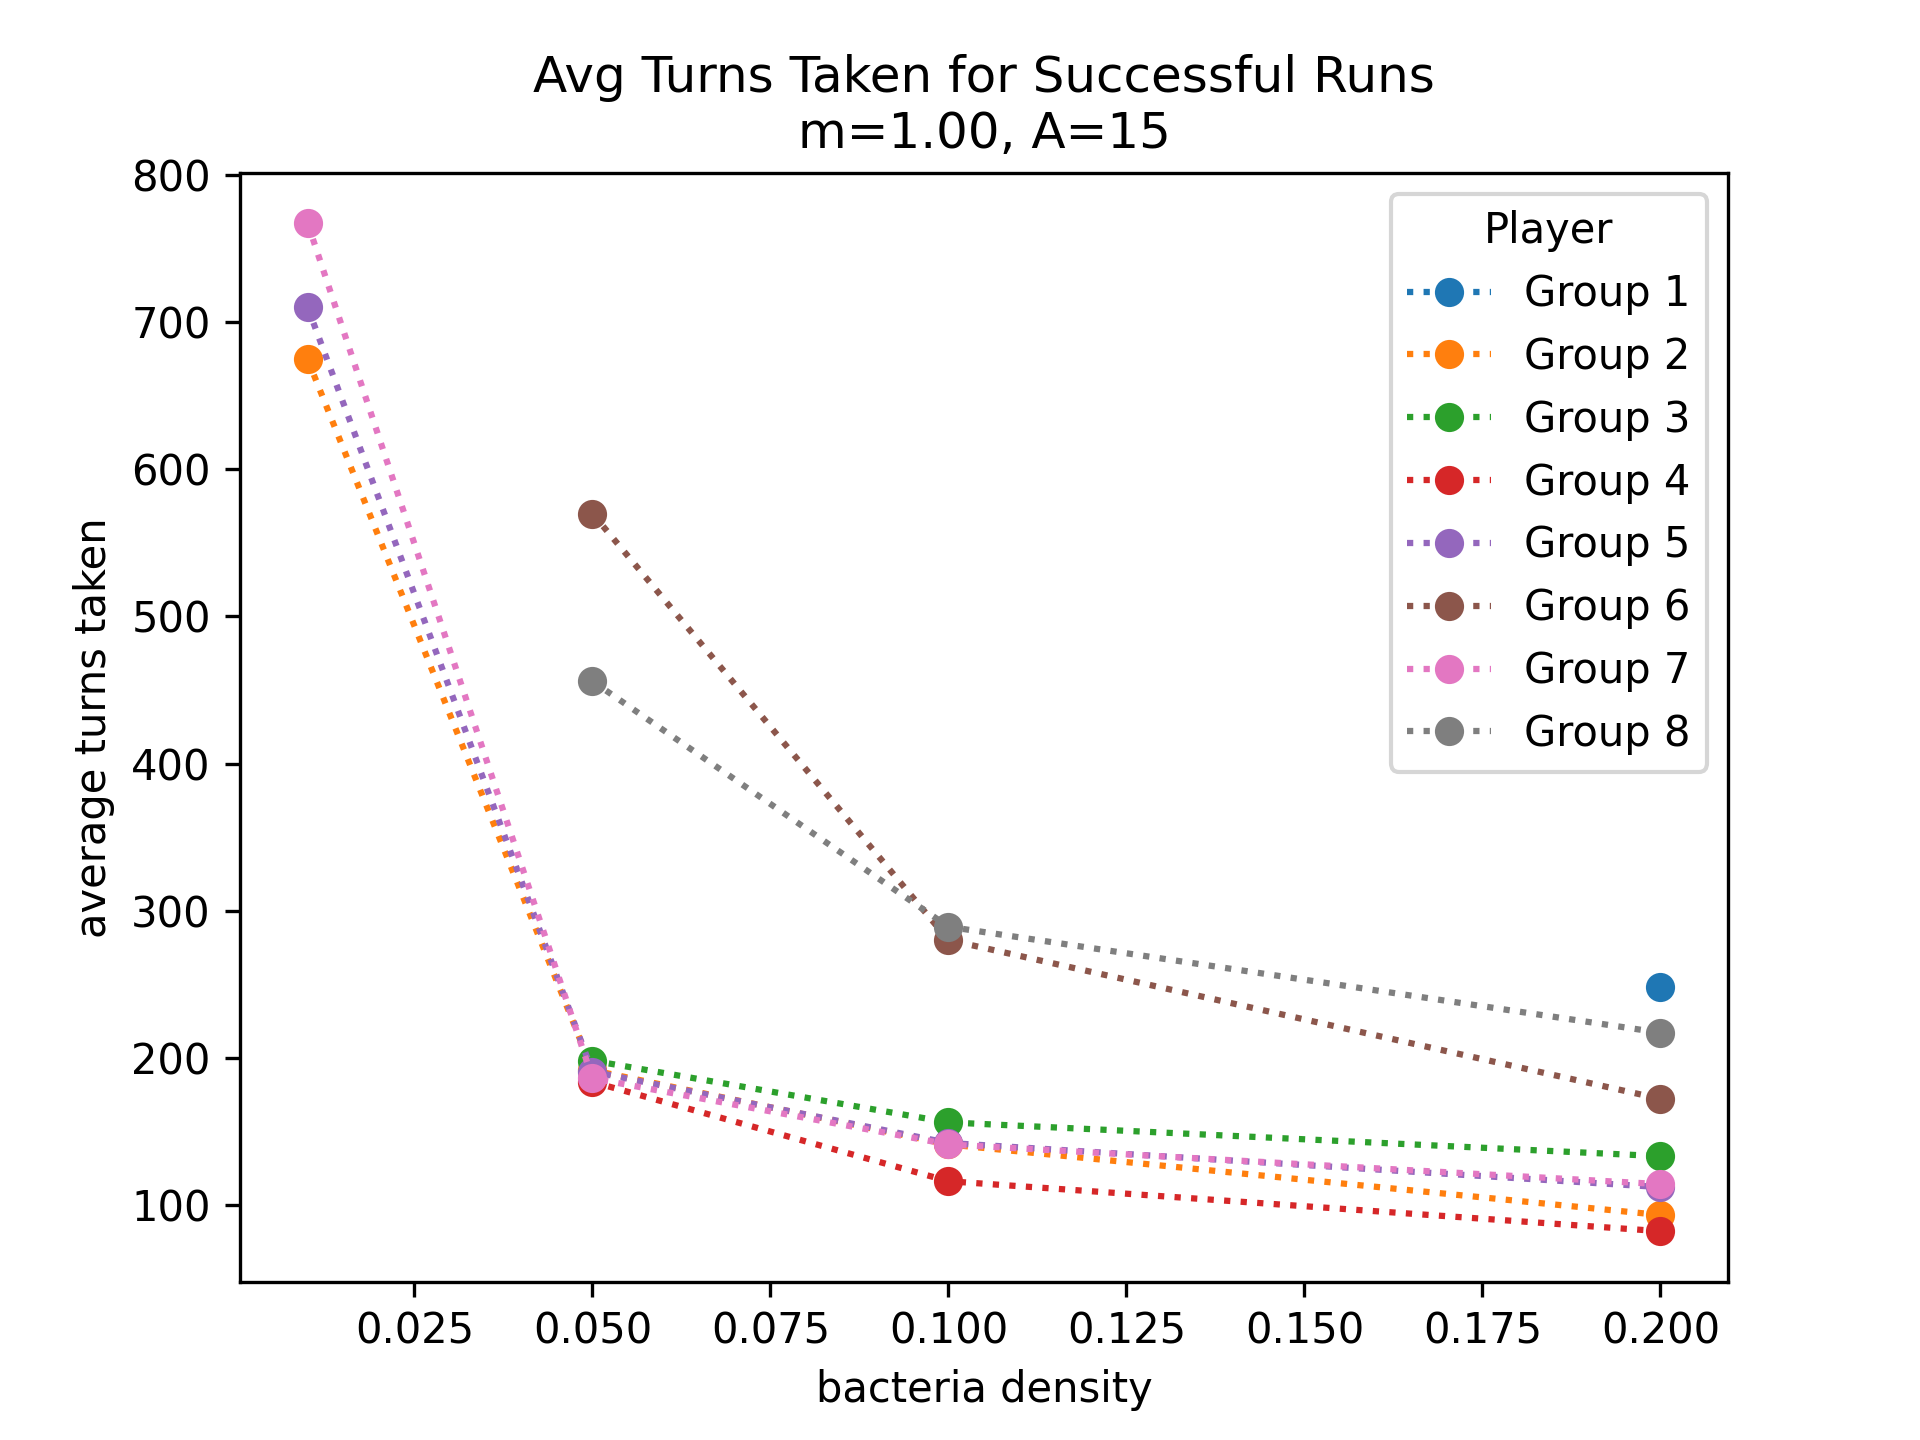 Avg Turns Taken for Successful Runs
m=1.00, A=15
800
700
600
500
400
300
200
100
average turns taken
Player
Group 1
Group 2
Group 3
Group 4
Group 5
Group 6
Group 7
Group 8
0.025 0.050 0.075 0.100 0.125 0.150 0.175 0.200
bacteria density